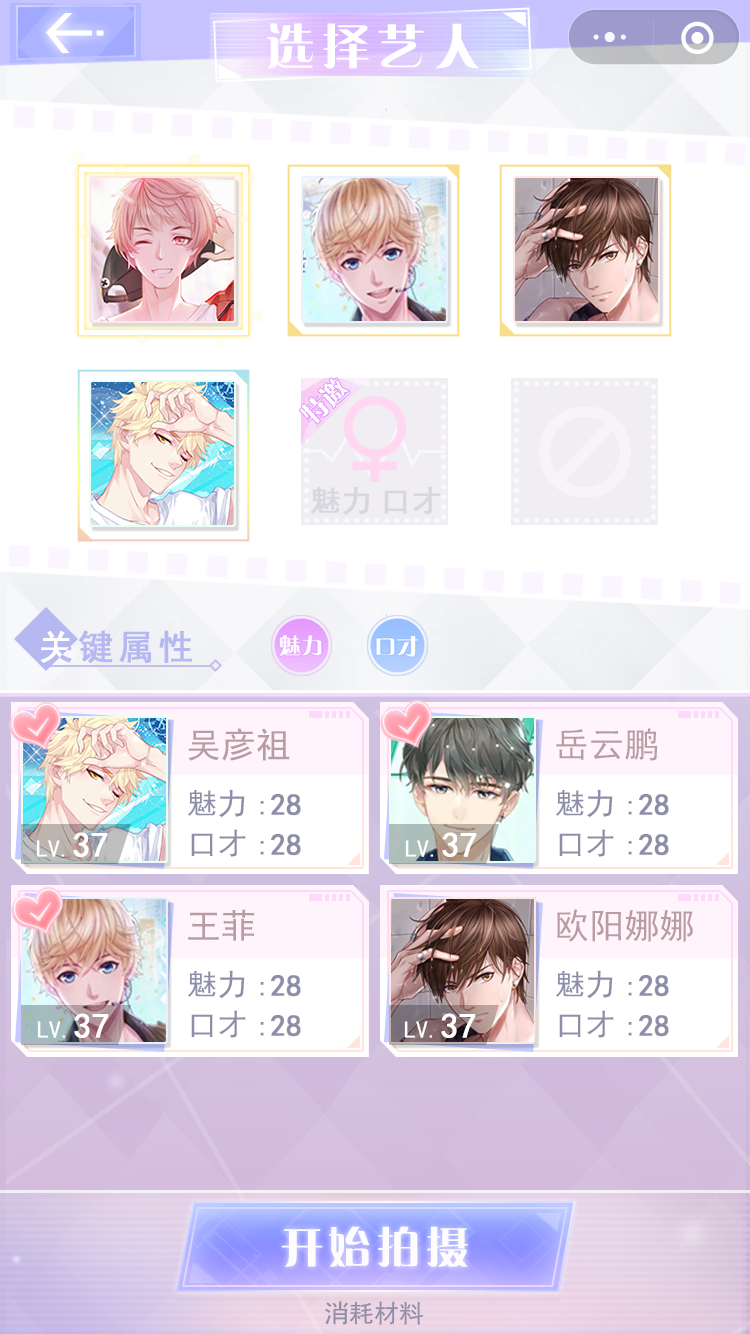 选择艺人
特邀
魅力 口才
关键属性
魅力
口才
吴彦祖
魅力 :28
口才 :28
LV. 37
岳云鹏
魅力 :28
口才 :28
LV. 37
王菲
魅力 :28
口才 :28
LV. 37
欧阳娜娜
魅力 :28
口才 :28
LV. 37
开始拍摄
消耗材料